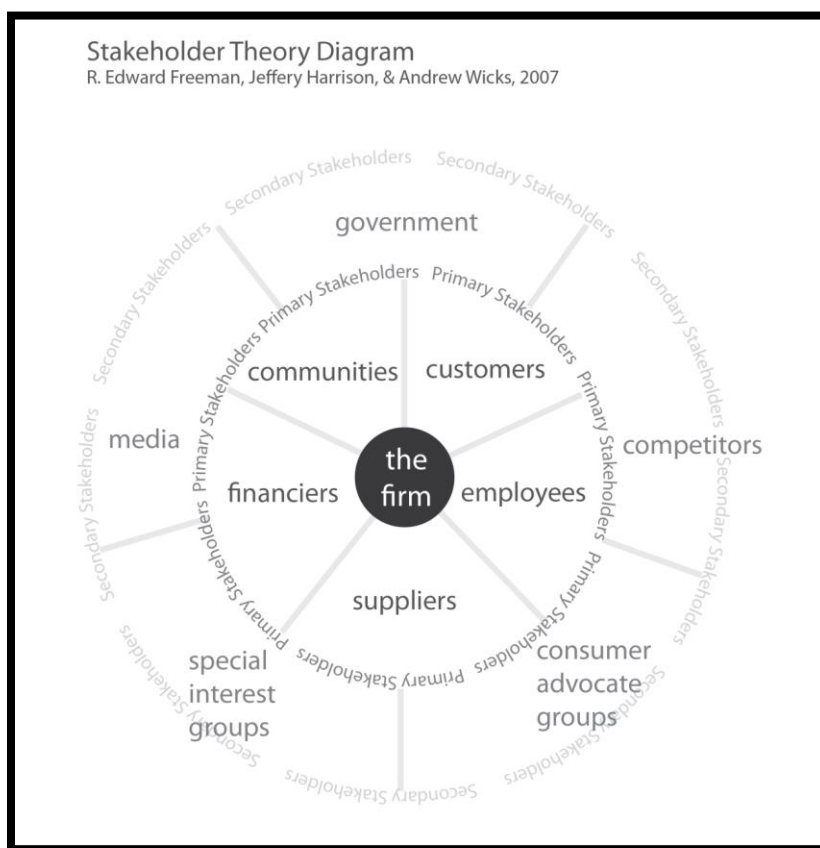 Stakeholder Theory Diagram
R. Edward Freeman, Jeffery Harrison, & Andrew Wicks, 2007
Secondary Stakeholders
Secondary Stakeholders
government
Secondary Stakeholders
Secondary Stakeholders
Primary Stakeholders
Primary Stakeholders
communities
customers
Primary Stakeholders
Primary Stakeholders
media
competitors
the
firm
financiers
employees
Secondary Stakeholders
Secondary Stakeholders
suppliers
Primary Stakeholders
Primary Stakeholders
Primary Stakeholders
Primary Stakeholders
special
interest
groups
consumer
advocate
groups
Secondary Stakeholders
Secondary Stakeholders
Secondary Stakeholders
Secondary Stakeholders